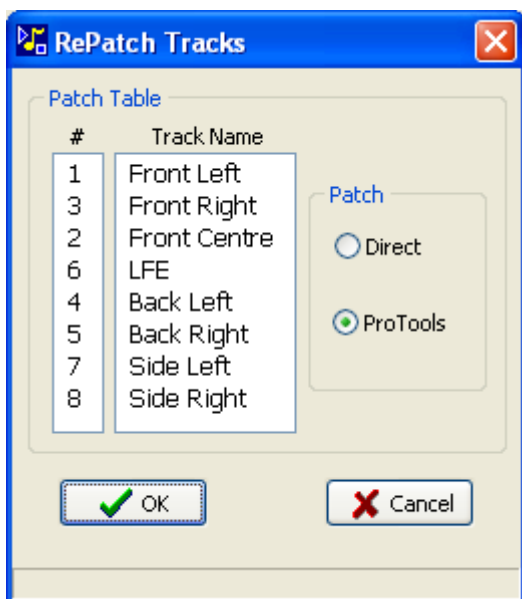 RePatch Tracks
Patch Table
# Track Name
1 Front Left
3 Front Right
2 Front Centre
6 LFE
4 Back Left
5 Back Right
7 Side Left
8 Side Right
Patch
Direct
ProTools
OK Cancel